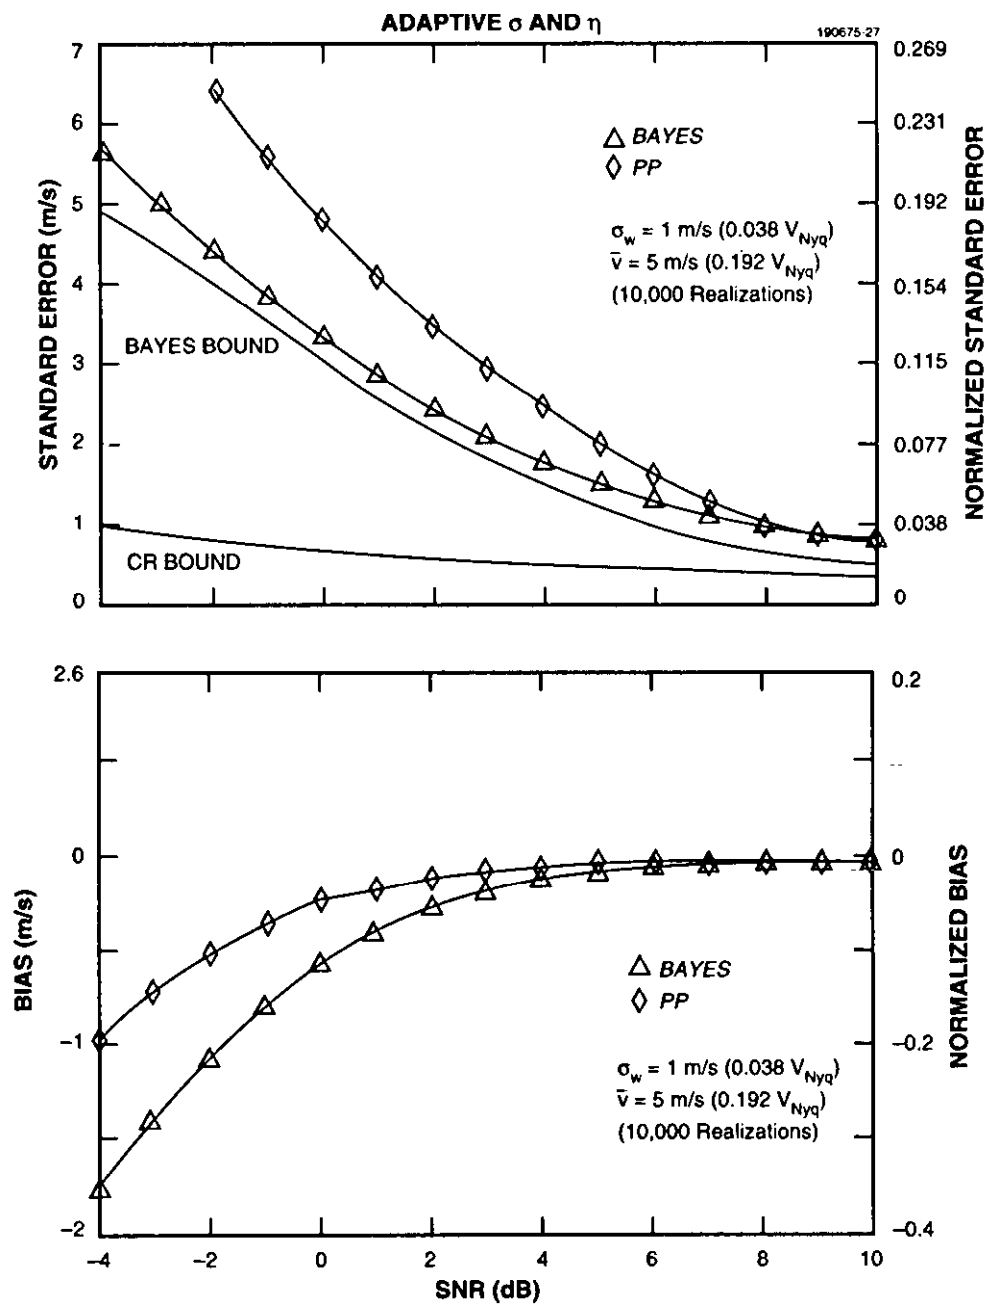 ADAPTIVE σ AND η
190675-27
7
6
5
4
3
2
1
0
STANDARD ERROR (m/s)
0.269
0.231
0.192
0.154
0.115
0.077
0.038
0
NORMALIZED STANDARD ERROR
BAYES
PP
σw = 1 m/s (0.038 VNyq)
v̄ = 5 m/s (0.192 VNyq)
(10,000 Realizations)
BAYES BOUND
CR BOUND
2.6
0
−1
−2
BIAS (m/s)
0.2
0
−0.2
−0.4
NORMALIZED BIAS
BAYES
PP
σw = 1 m/s (0.038 VNyq)
v̄ = 5 m/s (0.192 VNyq)
(10,000 Realizations)
−4 −2 0 2 4 6 8 10
SNR (dB)